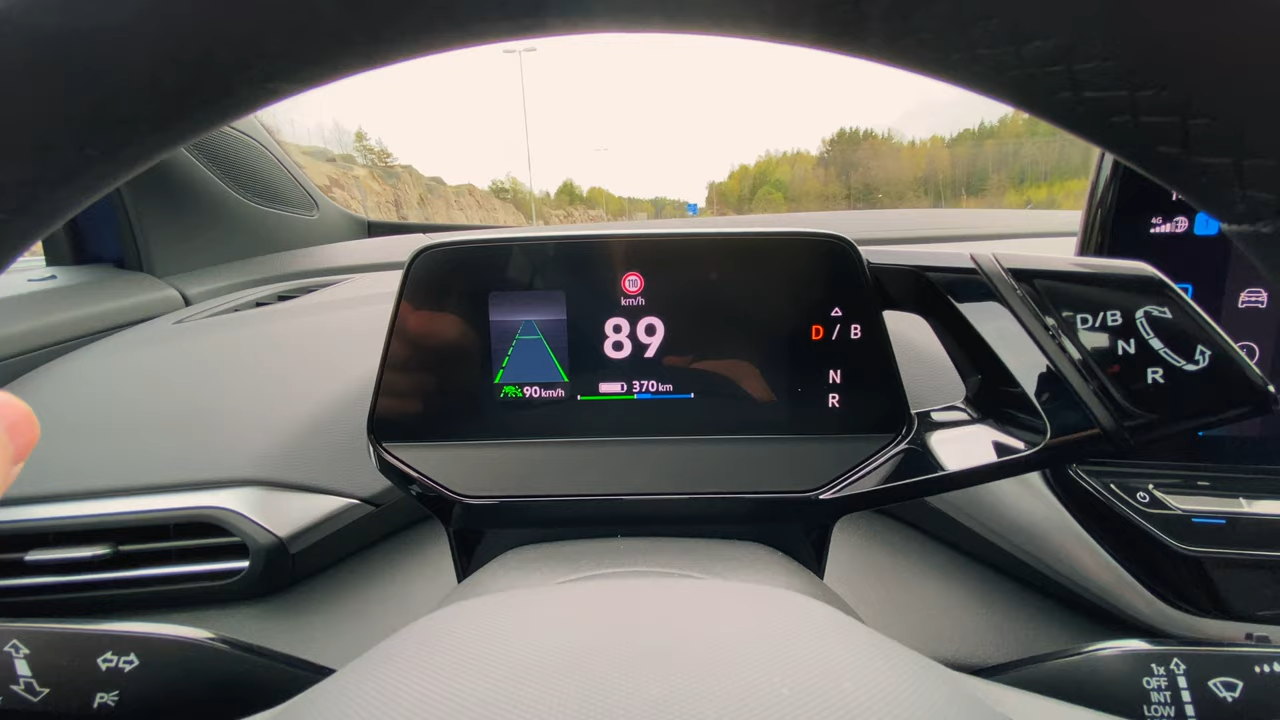 110
km/h
89
90 km/h
370 km
D / B
N
R
4G
D/B
N
R
P
1x
OFF
INT
LOW